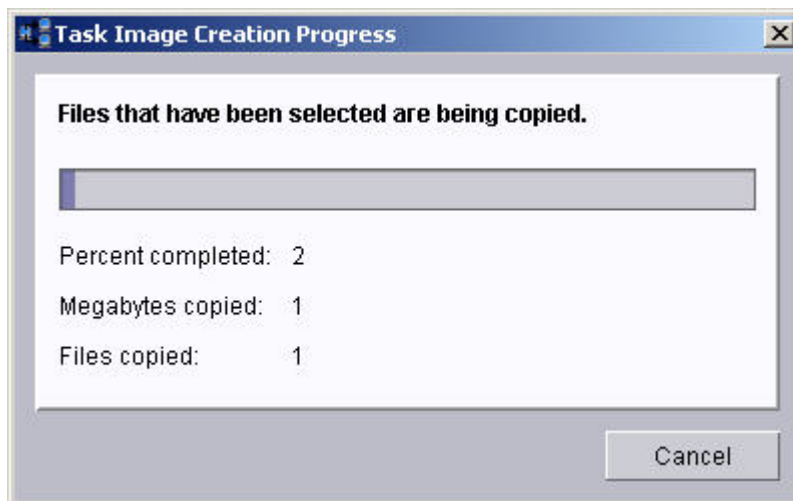 Task Image Creation Progress
Files that have been selected are being copied.
Percent completed: 2
Megabytes copied: 1
Files copied: 1
Cancel